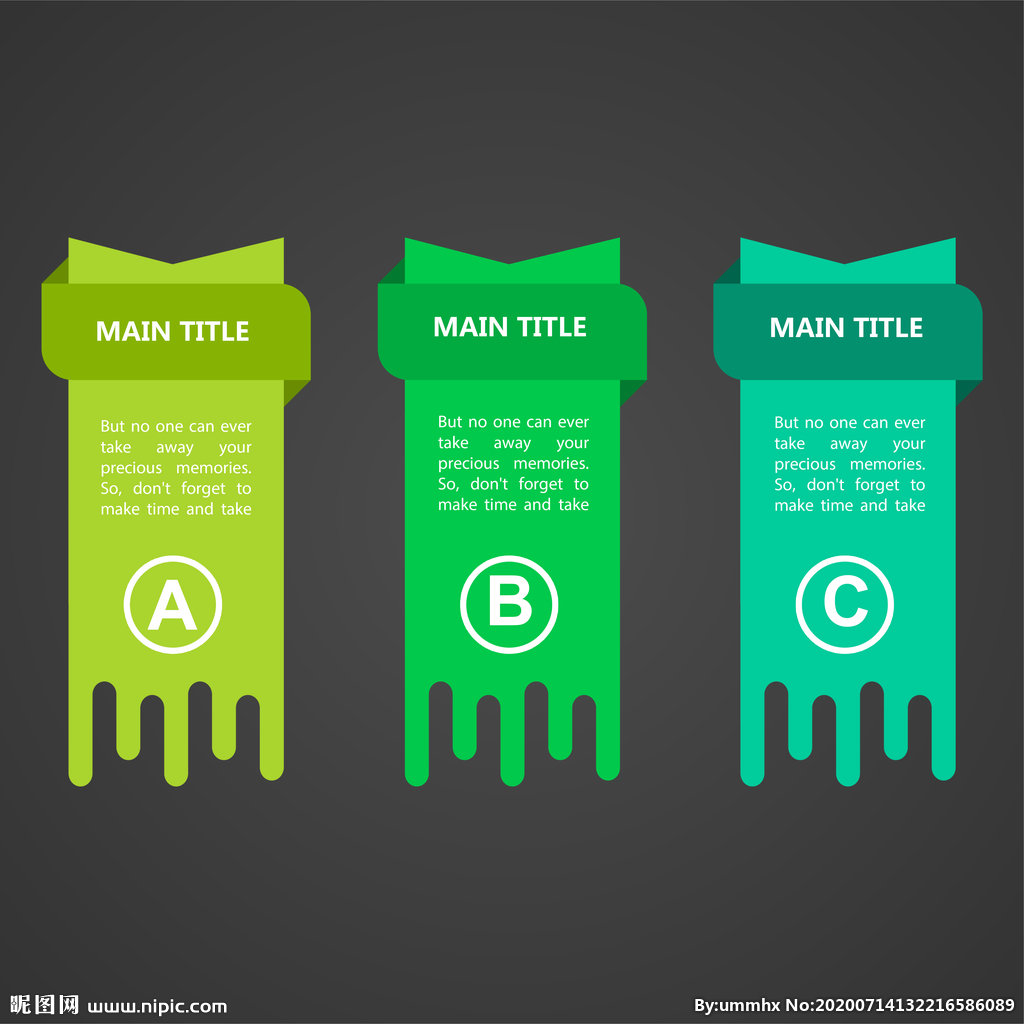 MAIN TITLE
But no one can ever
take away your
precious memories.
So, don't forget to
make time and take
A
MAIN TITLE
But no one can ever
take away your
precious memories.
So, don't forget to
make time and take
B
MAIN TITLE
But no one can ever
take away your
precious memories.
So, don't forget to
make time and take
C
昵图网 www.nipic.com
By:ummhx No:20200714132216586089